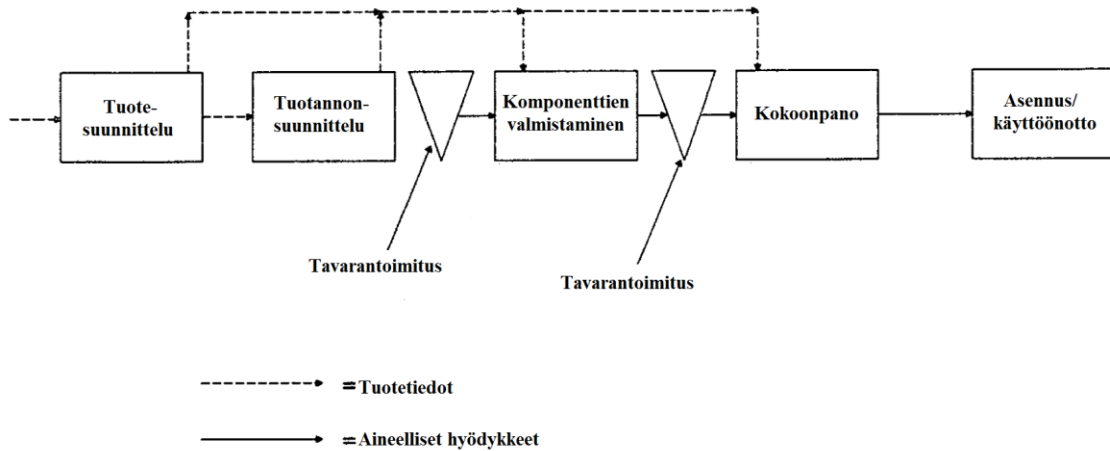 Tuote-
suunnittelu
Tuotannon-
suunnittelu
Komponenttien
valmistaminen
Kokoonpano
Asennus/
käyttöönotto
Tavarantoimitus
Tavarantoimitus
=Tuotetiedot
=Aineelliset hyödykkeet